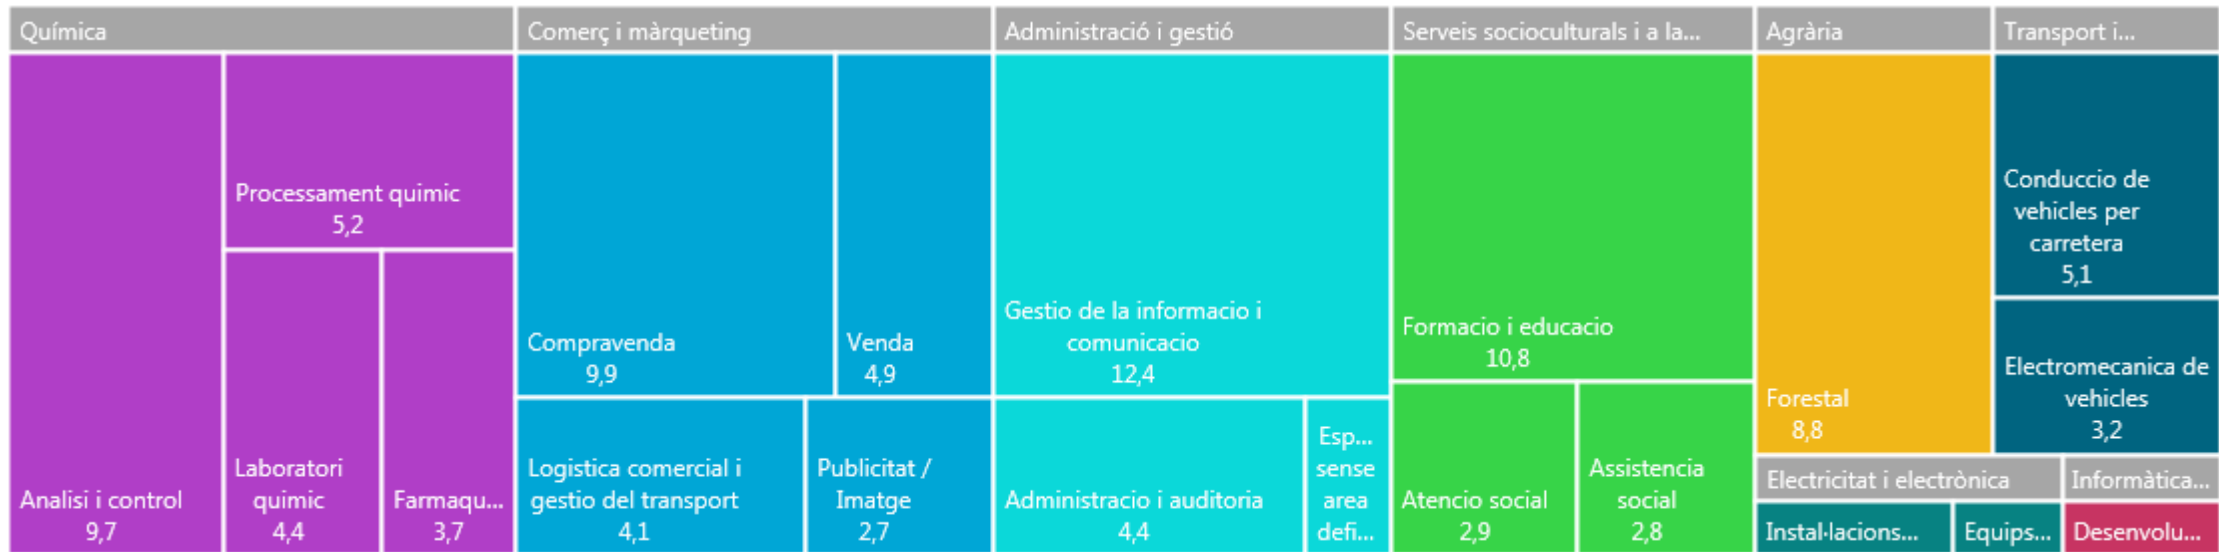 Química
Analisi i control
9,7
Processament quimic
5,2
Laboratori
quimic
4,4
Farmaqu...
3,7
Comerç i màrqueting
Compravenda
9,9
Venda
4,9
Logistica comercial i
gestio del transport
4,1
Publicitat /
Imatge
2,7
Administració i gestió
Gestio de la informacio i
comunicacio
12,4
Administracio i auditoria
4,4
Esp...
sense
area
defi...
Serveis socioculturals i a la...
Formacio i educacio
10,8
Atencio social
2,9
Assistencia
social
2,8
Agrària
Forestal
8,8
Transport i...
Conduccio de
vehicles per
carretera
5,1
Electromecanica de
vehicles
3,2
Electricitat i electrònica
Instal·lacions...
Equips...
Informàtica...
Desenvolu...